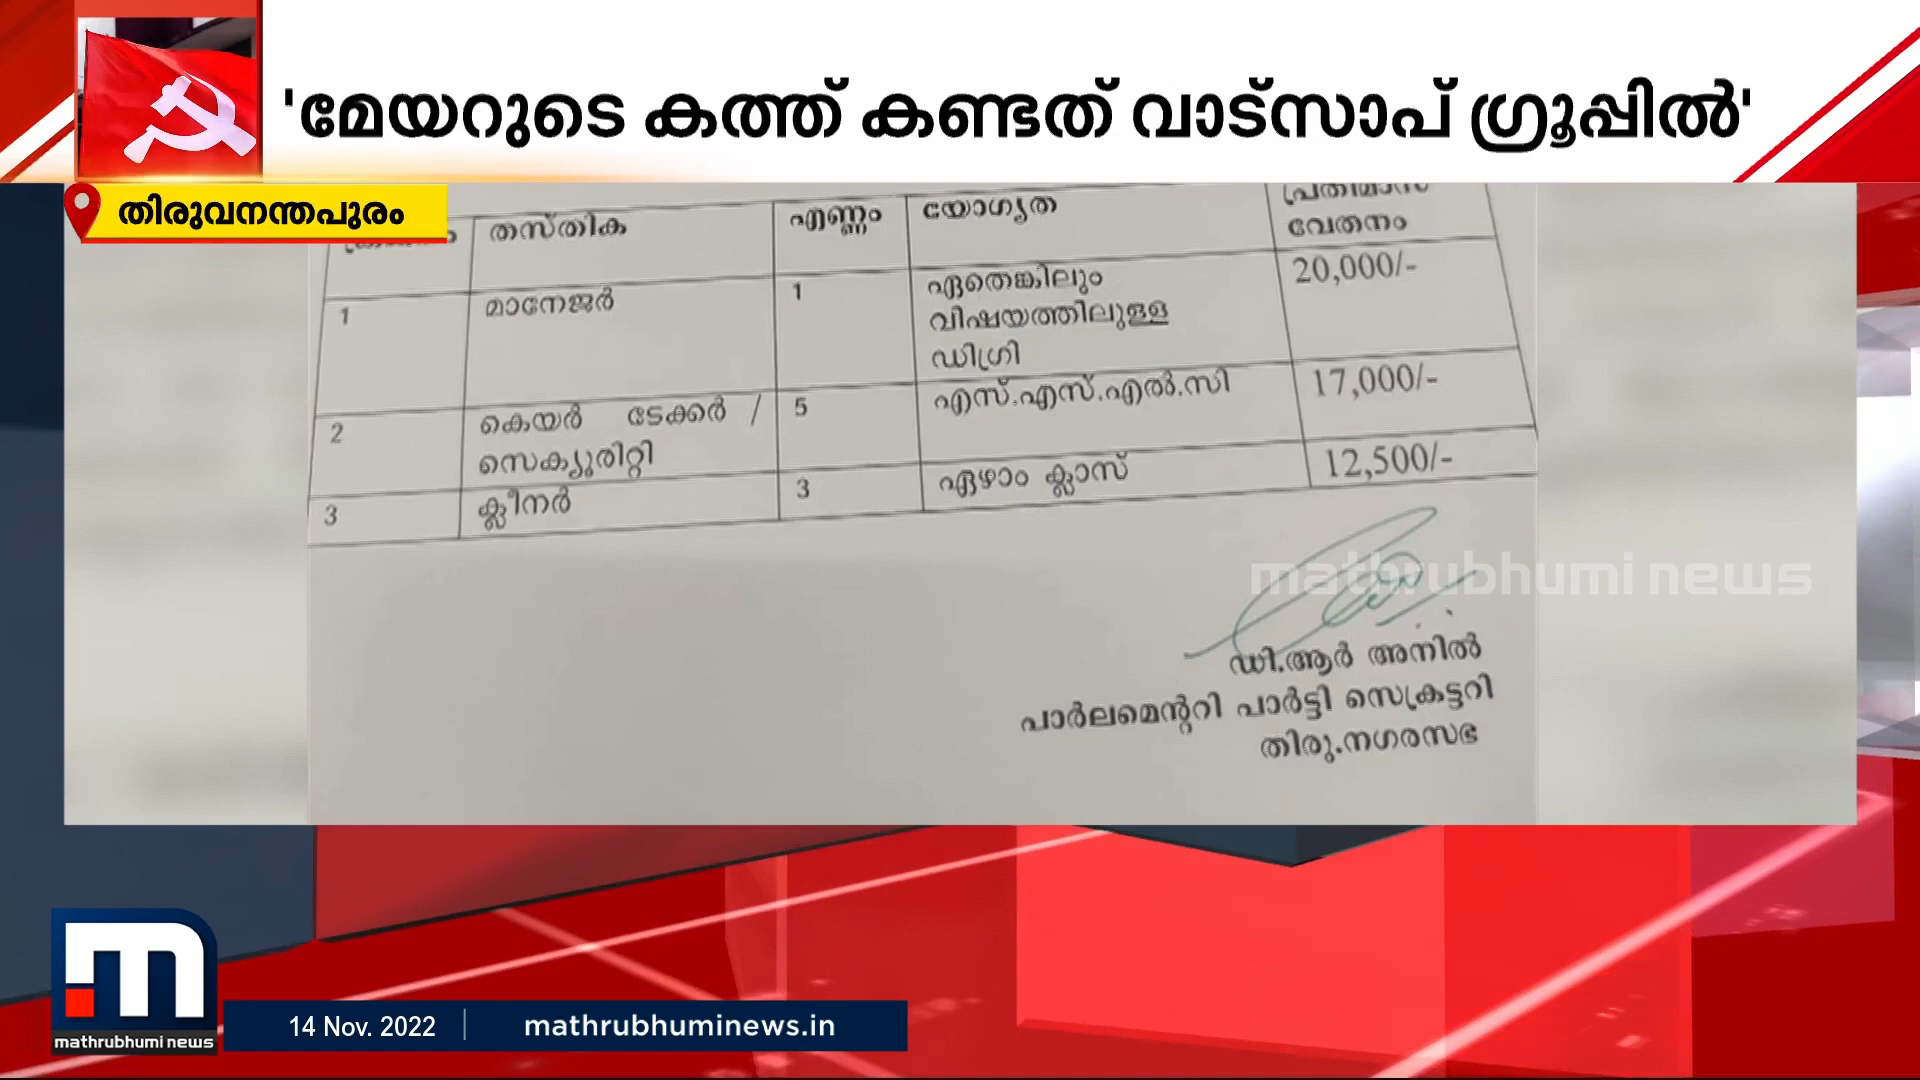 'മേയറുടെ കത്ത് കണ്ടത് വാട്സാപ് ഗ്രൂപ്പിൽ'
തിരുവനന്തപുരം
തസ്തിക എണ്ണം യോഗ്യത പ്രതിമാസ വേതനം
1 മാനേജർ 1 ഏതെങ്കിലും വിഷയത്തിലുള്ള ഡിഗ്രി 20,000/-
2 കെയർ ടേക്കർ / സെക്യൂരിറ്റി 5 എസ്.എസ്.എൽ.സി 17,000/-
3 ക്ലീനർ 3 ഏഴാം ക്ലാസ് 12,500/-
mathrubhumi news
ഡി.ആർ അനിൽ
പാർലമെന്ററി പാർട്ടി സെക്രട്ടറി
തിരു.നഗരസഭ
mathrubhumi news
14 Nov. 2022
mathrubhuminews.in